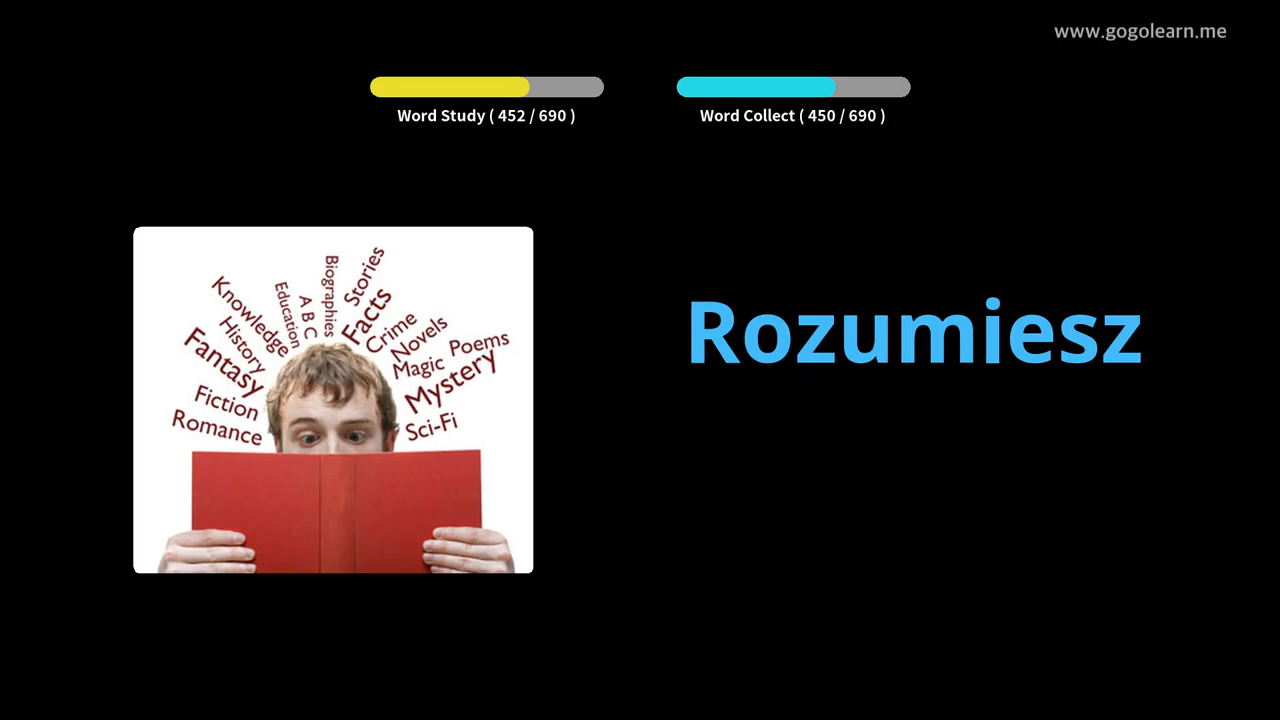 www.gogolearn.me
Word Study ( 452 / 690 )
Word Collect ( 450 / 690 )
Rozumiesz
Romance
Fiction
Fantasy
History
Knowledge
Education
A B C
Biographies
Stories
Facts
Crime
Novels
Magic
Poems
Mystery
Sci-Fi